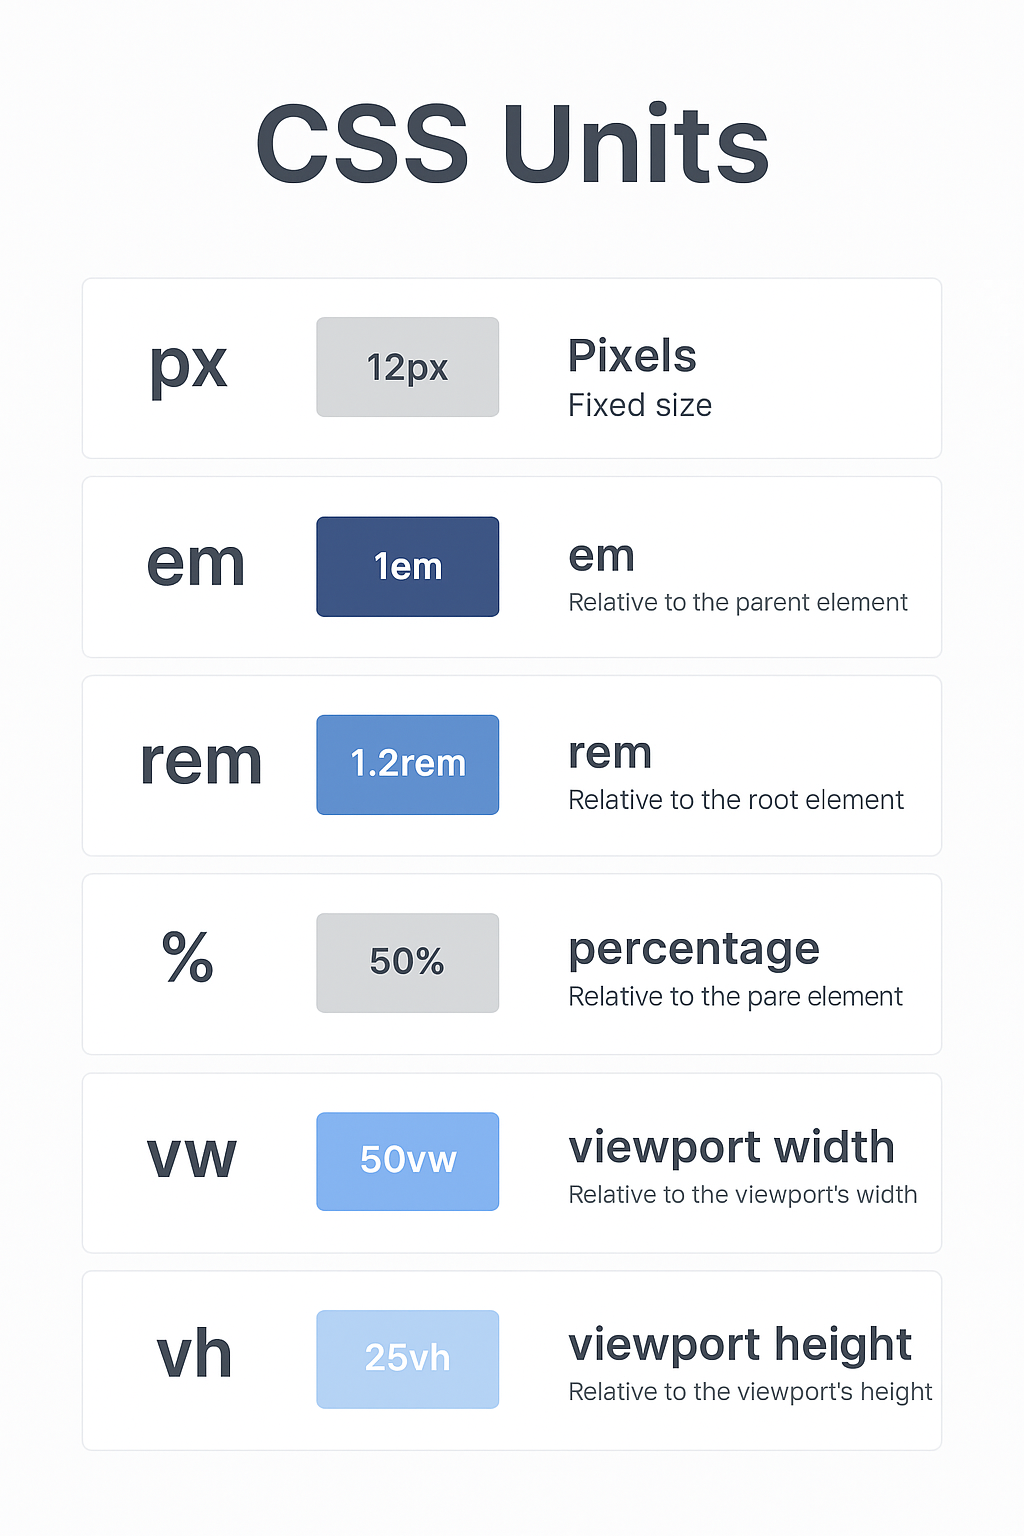 CSS Units
px
12px
Pixels
Fixed size
em
1em
em
Relative to the parent element
rem
1.2rem
rem
Relative to the root element
%
50%
percentage
Relative to the pare element
vw
50vw
viewport width
Relative to the viewport's width
vh
25vh
viewport height
Relative to the viewport's height